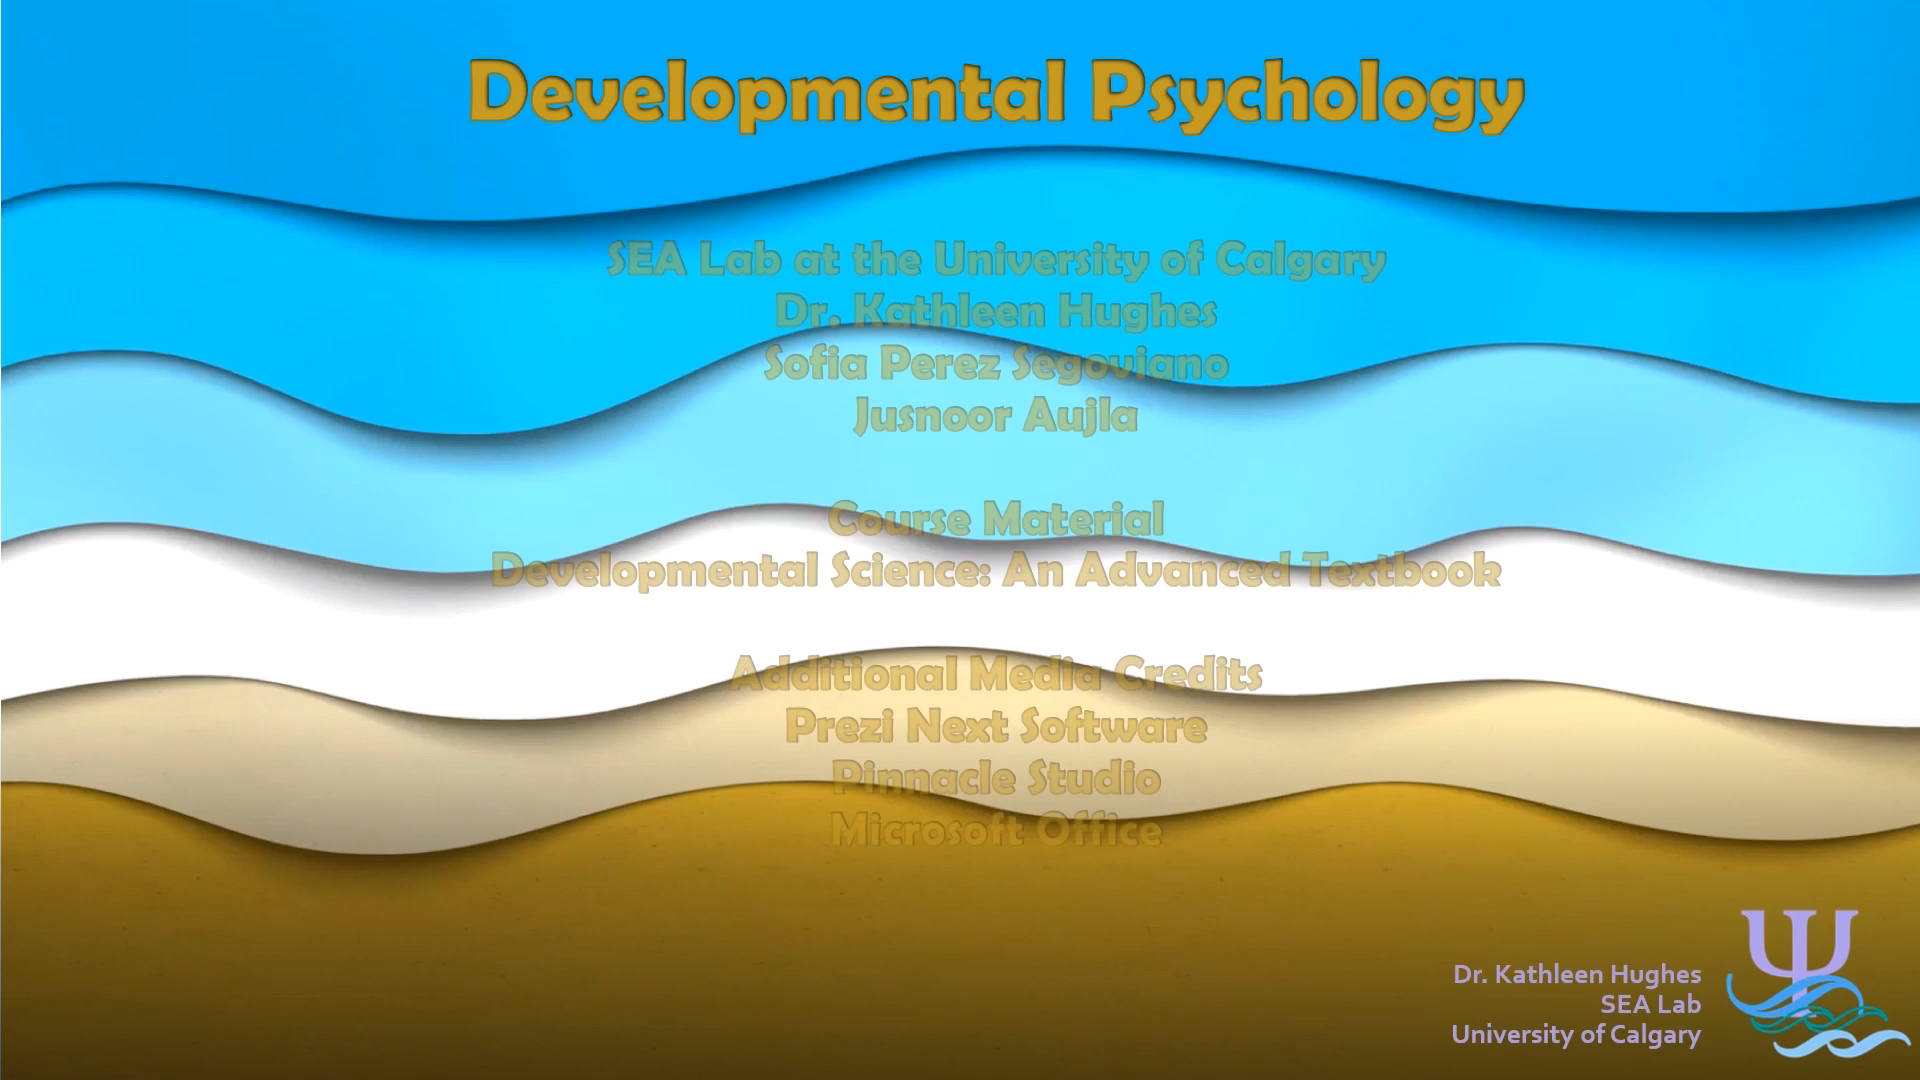 Developmental Psychology
SEA Lab at the University of Calgary
Dr. Kathleen Hughes
Sofia Perez Segoviano
Jusnoor Aujla
Course Material
Developmental Science: An Advanced Textbook
Additional Media Credits
Prezi Next Software
Pinnacle Studio
Microsoft Office
Dr. Kathleen Hughes
SEA Lab
University of Calgary